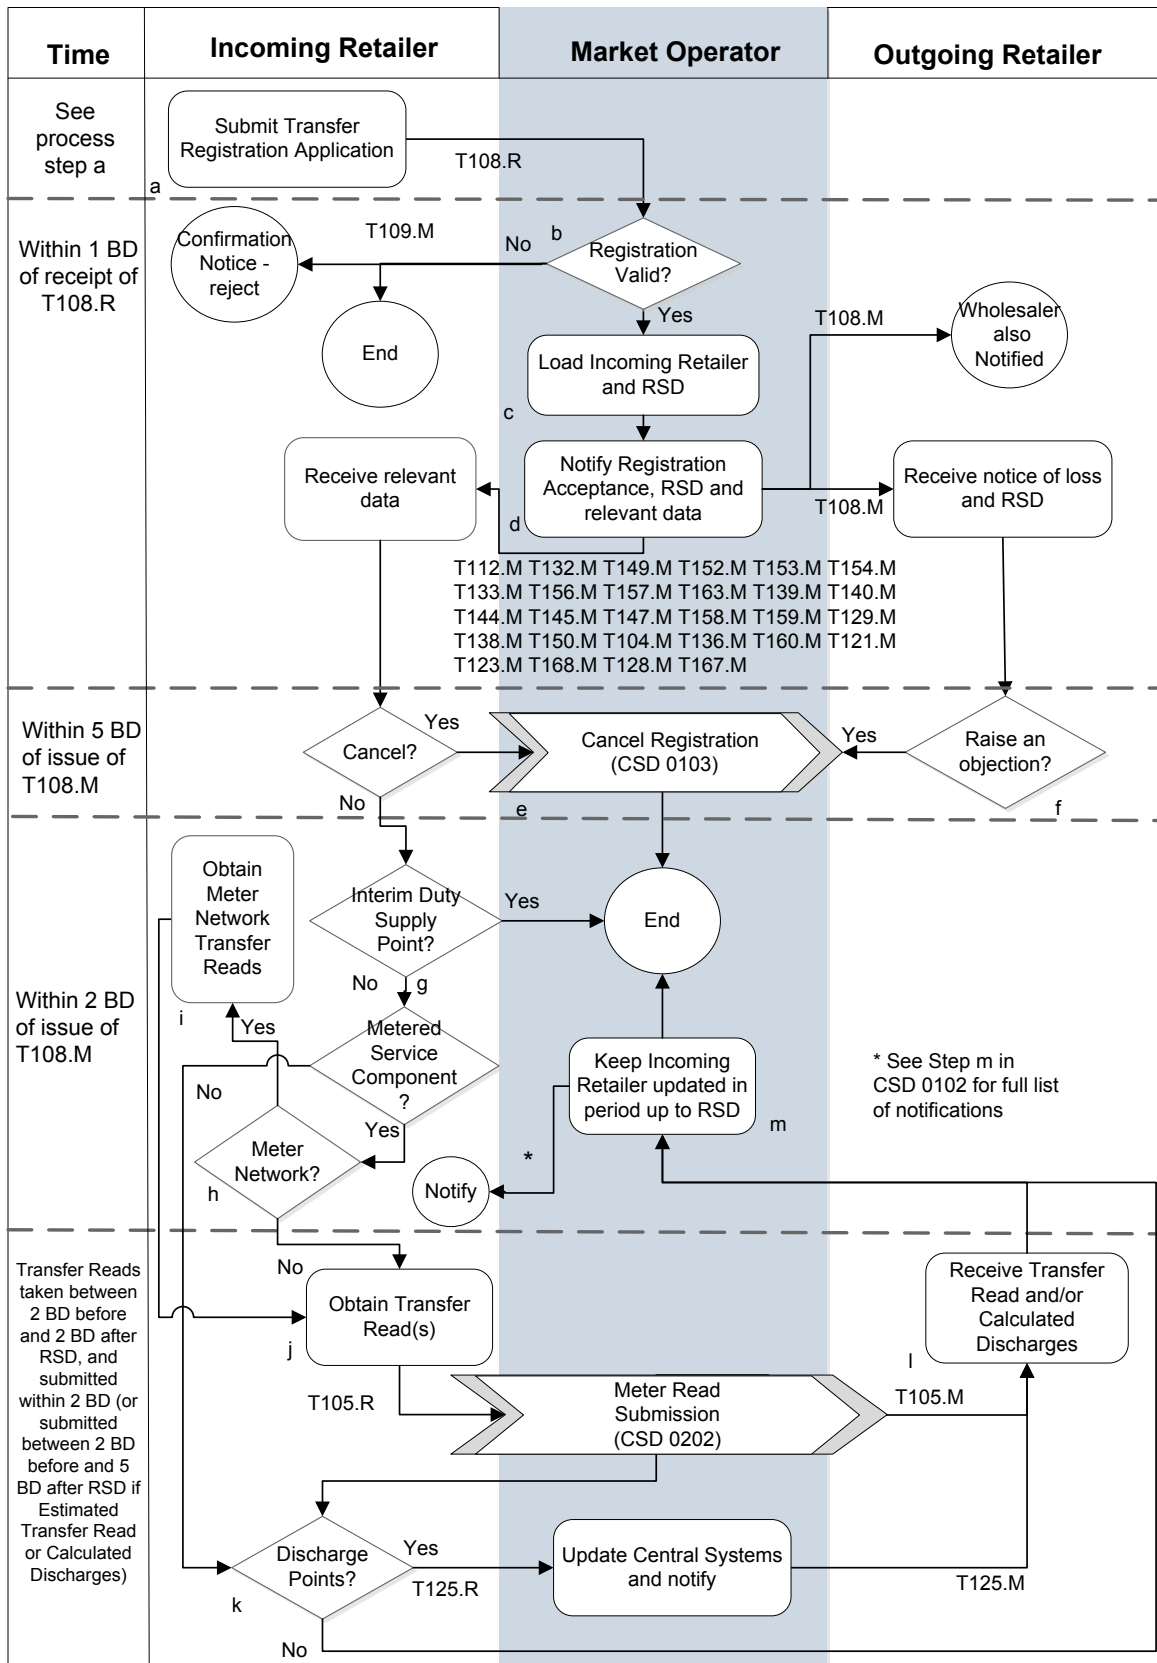 Time
Incoming Retailer
Market Operator
Outgoing Retailer
See
process
step a
Submit Transfer
Registration Application
a
T108.R
Within 1 BD
of receipt of
T108.R
Confirmation
Notice -
reject
T109.M
No
b
Registration
Valid?
End
Yes
T108.M
Wholesaler
also
Notified
Load Incoming Retailer
and RSD
c
Receive relevant
data
Notify Registration
Acceptance, RSD and
relevant data
d
T108.M
Receive notice of loss
and RSD
T112.M T132.M T149.M T152.M T153.M T154.M
T133.M T156.M T157.M T163.M T139.M T140.M
T144.M T145.M T147.M T158.M T159.M T129.M
T138.M T150.M T104.M T136.M T160.M T121.M
T123.M T168.M T128.M T167.M
Within 5 BD
of issue of
T108.M
Cancel?
Yes
No
Cancel Registration
(CSD 0103)
e
Yes
Raise an
objection?
f
Within 2 BD
of issue of
T108.M
Obtain
Meter
Network
Transfer
Reads
i
Interim Duty
Supply
Point?
Yes
End
No
g
Yes
Metered
Service
Component
?
No
Yes
Keep Incoming
Retailer updated in
period up to RSD
m
* See Step m in
CSD 0102 for full list
of notifications
Meter
Network?
h
*
Notify
Transfer Reads
taken between
2 BD before
and 2 BD after
RSD, and
submitted
within 2 BD (or
submitted
between 2 BD
before and 5
BD after RSD if
Estimated
Transfer Read
or Calculated
Discharges)
No
Obtain Transfer
Read(s)
j
Receive Transfer
Read and/or
Calculated
Discharges
l
T105.R
Meter Read
Submission
(CSD 0202)
T105.M
Discharge
Points?
k
Yes
T125.R
Update Central Systems
and notify
T125.M
No